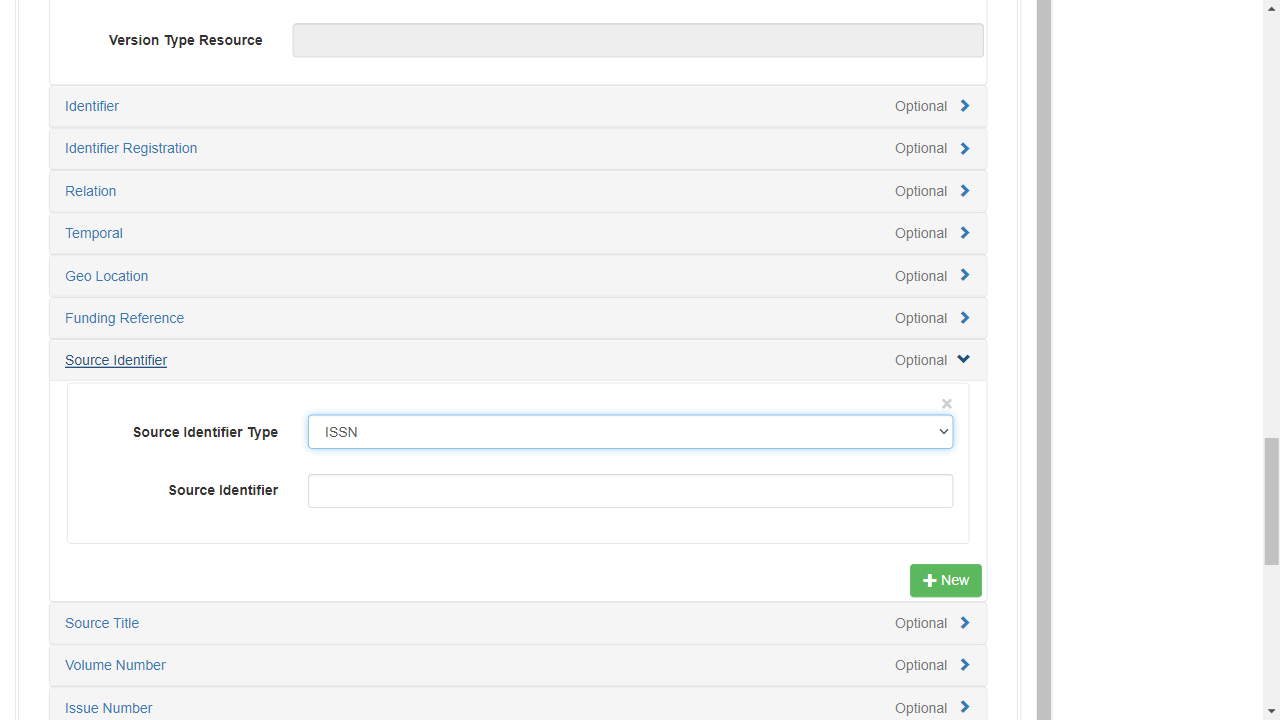 Version Type Resource
Identifier Optional
Identifier Registration Optional
Relation Optional
Temporal Optional
Geo Location Optional
Funding Reference Optional
Source Identifier Optional
×
Source Identifier Type ISSN
Source Identifier
New
Source Title Optional
Volume Number Optional
Issue Number Optional